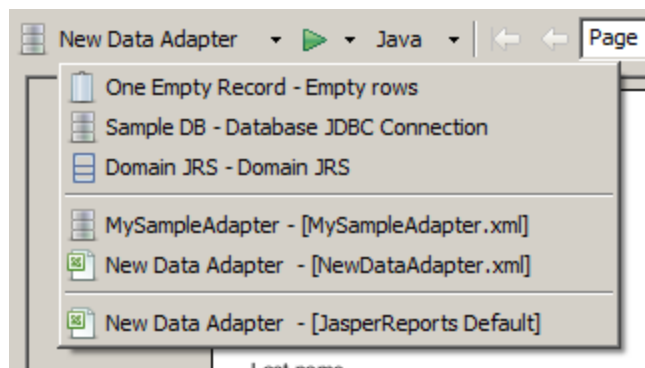 New Data Adapter Java Page
One Empty Record - Empty rows
Sample DB - Database JDBC Connection
Domain JRS - Domain JRS
MySampleAdapter - [MySampleAdapter.xml]
New Data Adapter - [NewDataAdapter.xml]
New Data Adapter - [JasperReports Default]